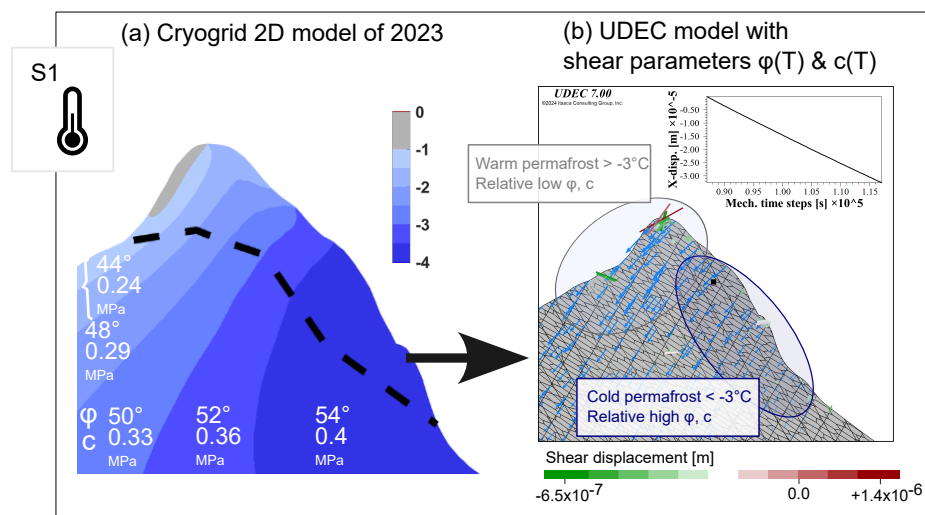 (a) Cryogrid 2D model of 2023
(b) UDEC model with
shear parameters φ(T) & c(T)
S1
0
-1
-2
-3
-4
44°
0.24
MPa
48°
0.29
MPa
φ
c
50°
0.33
MPa
52°
0.36
MPa
54°
0.4
MPa
UDEC 7.00
©2024 Itasca Consulting Group, Inc.
X-disp. [m] ×10^-5
-0.50
-1.00
-1.50
-2.00
-2.50
-3.00
0.90
0.95
1.00
1.05
1.10
1.15
Mech. time steps [s] ×10^5
Warm permafrost > -3°C
Relative low φ, c
Cold permafrost < -3°C
Relative high φ, c
Shear displacement [m]
-6.5x10-7
0.0
+1.4x10-6